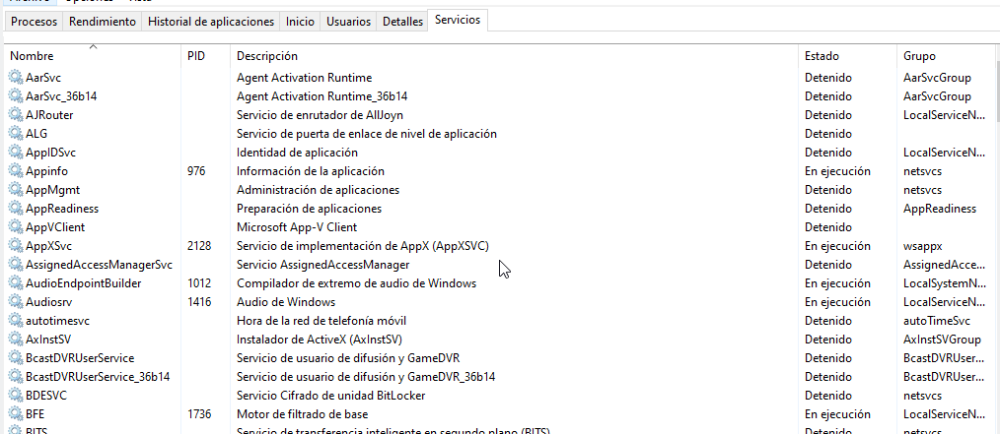 Archivo Opciones Vista
Procesos Rendimiento Historial de aplicaciones Inicio Usuarios Detalles Servicios
Nombre PID Descripción Estado Grupo
AarSvc Agent Activation Runtime Detenido AarSvcGroup
AarSvc_36b14 Agent Activation Runtime_36b14 Detenido AarSvcGroup
AJRouter Servicio de enrutador de AllJoyn Detenido LocalServiceN...
ALG Servicio de puerta de enlace de nivel de aplicación Detenido
AppIDSvc Identidad de aplicación Detenido LocalServiceN...
Appinfo 976 Información de la aplicación En ejecución netsvcs
AppMgmt Administración de aplicaciones Detenido netsvcs
AppReadiness Preparación de aplicaciones Detenido AppReadiness
AppVClient Microsoft App-V Client Detenido
AppXSvc 2128 Servicio de implementación de AppX (AppXSVC) En ejecución wsappx
AssignedAccessManagerSvc Servicio AssignedAccessManager Detenido AssignedAcce...
AudioEndpointBuilder 1012 Compilador de extremo de audio de Windows En ejecución LocalSystemN...
Audiosrv 1416 Audio de Windows En ejecución LocalServiceN...
autotimesvc Hora de la red de telefonía móvil Detenido autoTimeSvc
AxInstSV Instalador de ActiveX (AxInstSV) Detenido AxInstSVGroup
BcastDVRUserService Servicio de usuario de difusión y GameDVR Detenido BcastDVRUser...
BcastDVRUserService_36b14 Servicio de usuario de difusión y GameDVR_36b14 Detenido BcastDVRUser...
BDESVC Servicio Cifrado de unidad BitLocker Detenido netsvcs
BFE 1736 Motor de filtrado de base En ejecución LocalServiceN...
BITS Servicio de transferencia inteligente en segundo plano (BITS) Detenido netsvcs